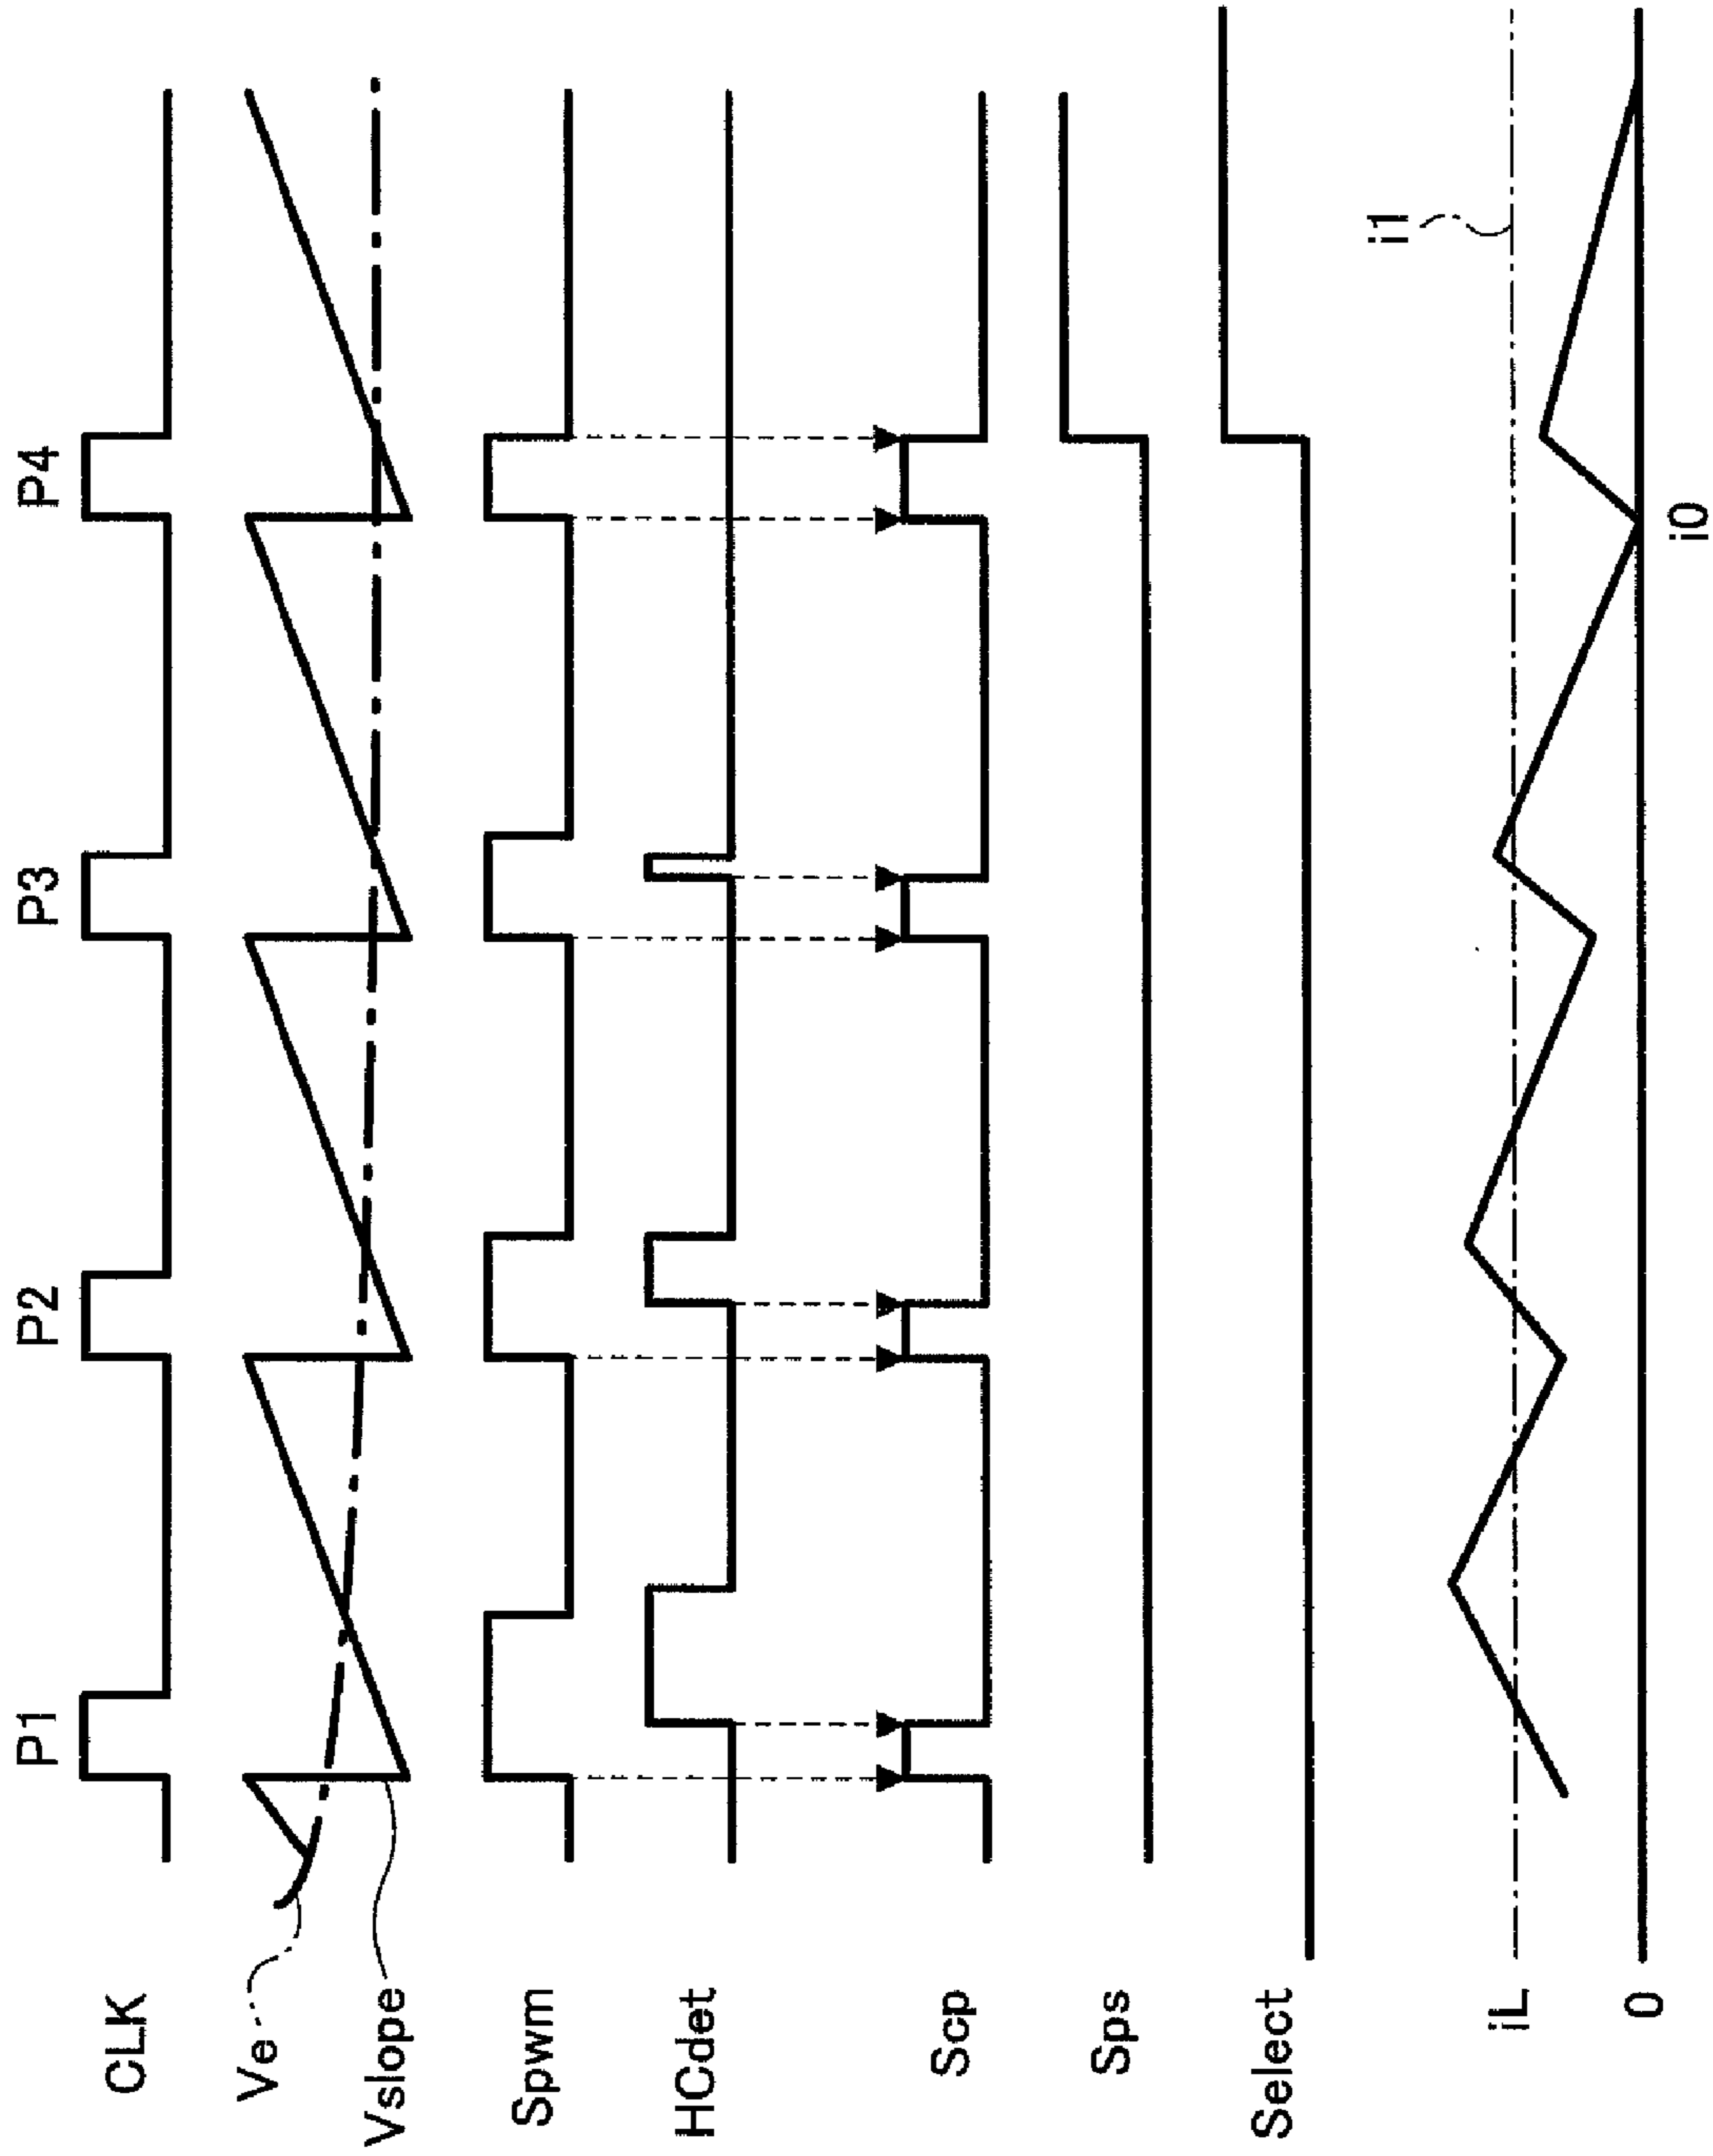 P1
P2
P3
P4
CLK
Ve
Vslope
Spwm
HCdet
Scp
Sps
Select
i1
iL
0
i0